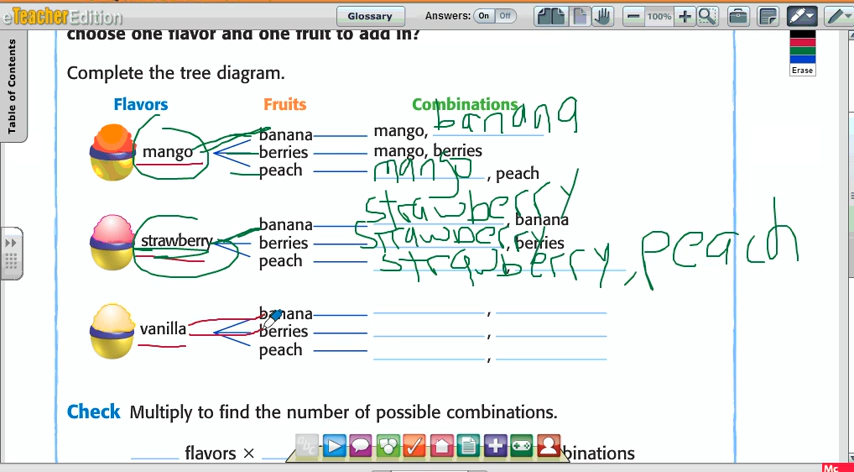 eTeacherEdition
Glossary
Answers: On Off
100%
Table of Contents
Erase
choose one flavor and one fruit to add in?
Complete the tree diagram.
Flavors Fruits Combinations
banana mango, banana
mango berries mango, berries
peach mango, peach
banana strawberry, banana
strawberry berries strawberry, berries
peach strawberry, peach
banana ,
vanilla berries ,
peach ,
Check Multiply to find the number of possible combinations.
flavors ×
Mc